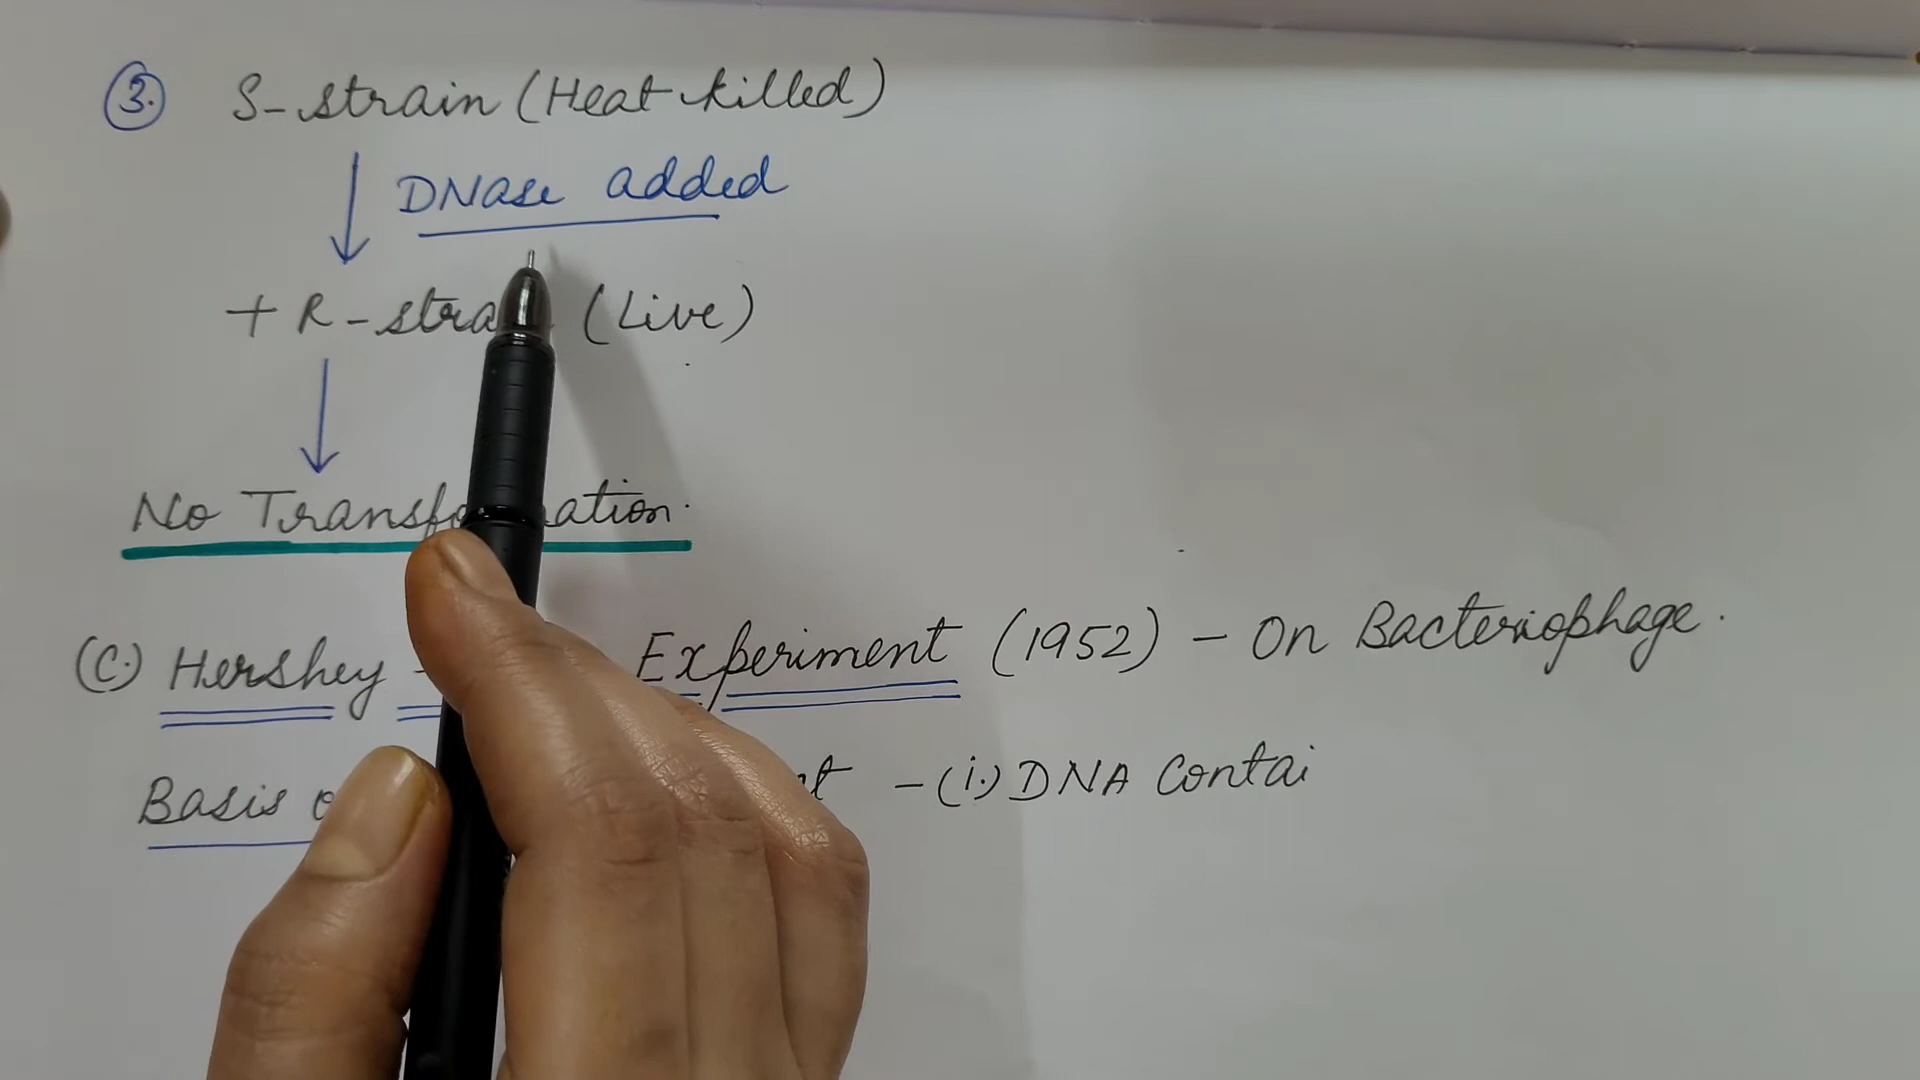 3. S-strain (Heat killed)
DNase added
+ R-stra (Live)
No Transf ation.
(C.) Hershey - Experiment (1952) - On Bacteriophage.
Basis - (i.) DNA Contai